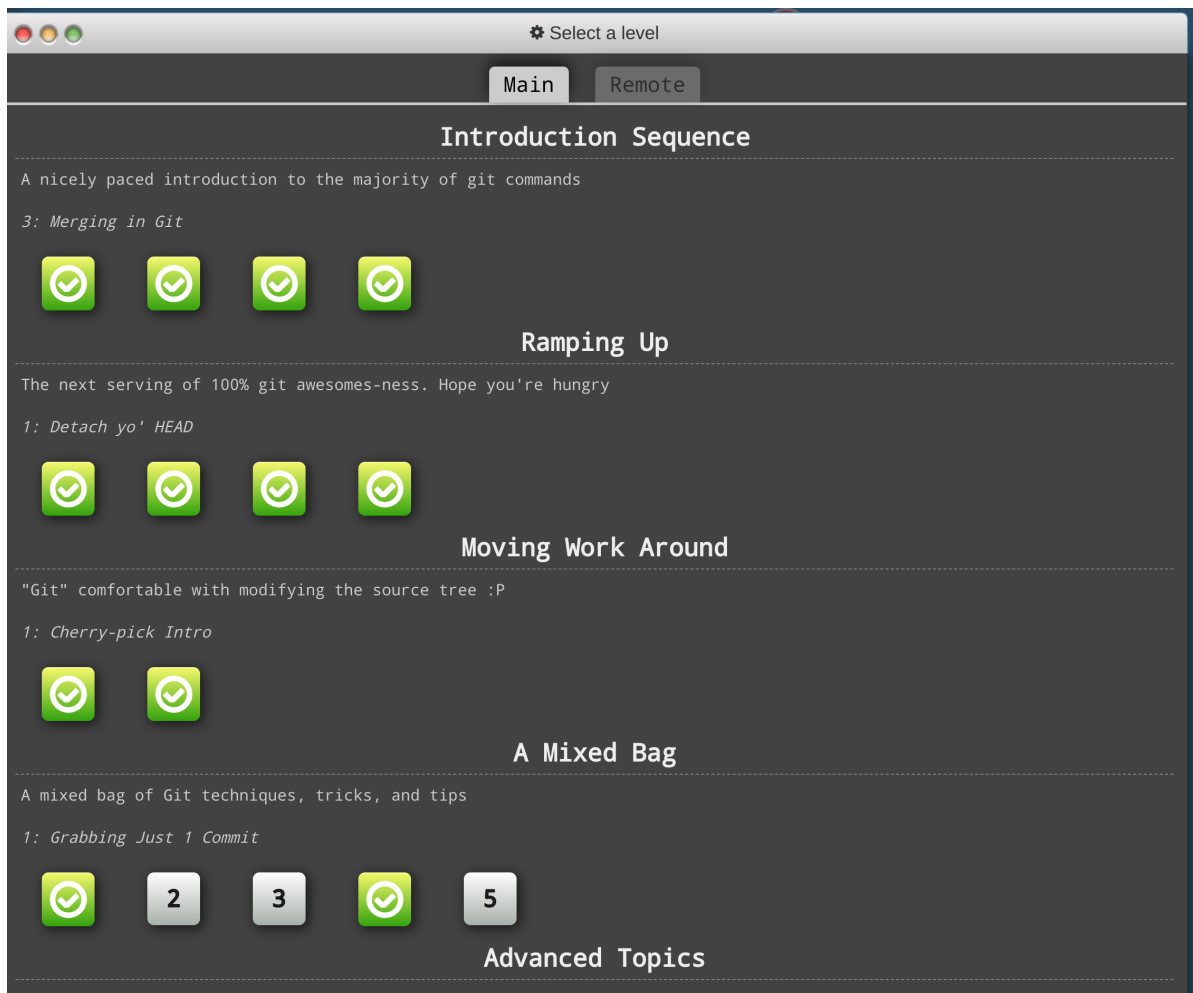 Select a level
Main Remote
Introduction Sequence
A nicely paced introduction to the majority of git commands
3: Merging in Git
Ramping Up
The next serving of 100% git awesomes-ness. Hope you're hungry
1: Detach yo' HEAD
Moving Work Around
"Git" comfortable with modifying the source tree :P
1: Cherry-pick Intro
A Mixed Bag
A mixed bag of Git techniques, tricks, and tips
1: Grabbing Just 1 Commit
2 3 5
Advanced Topics